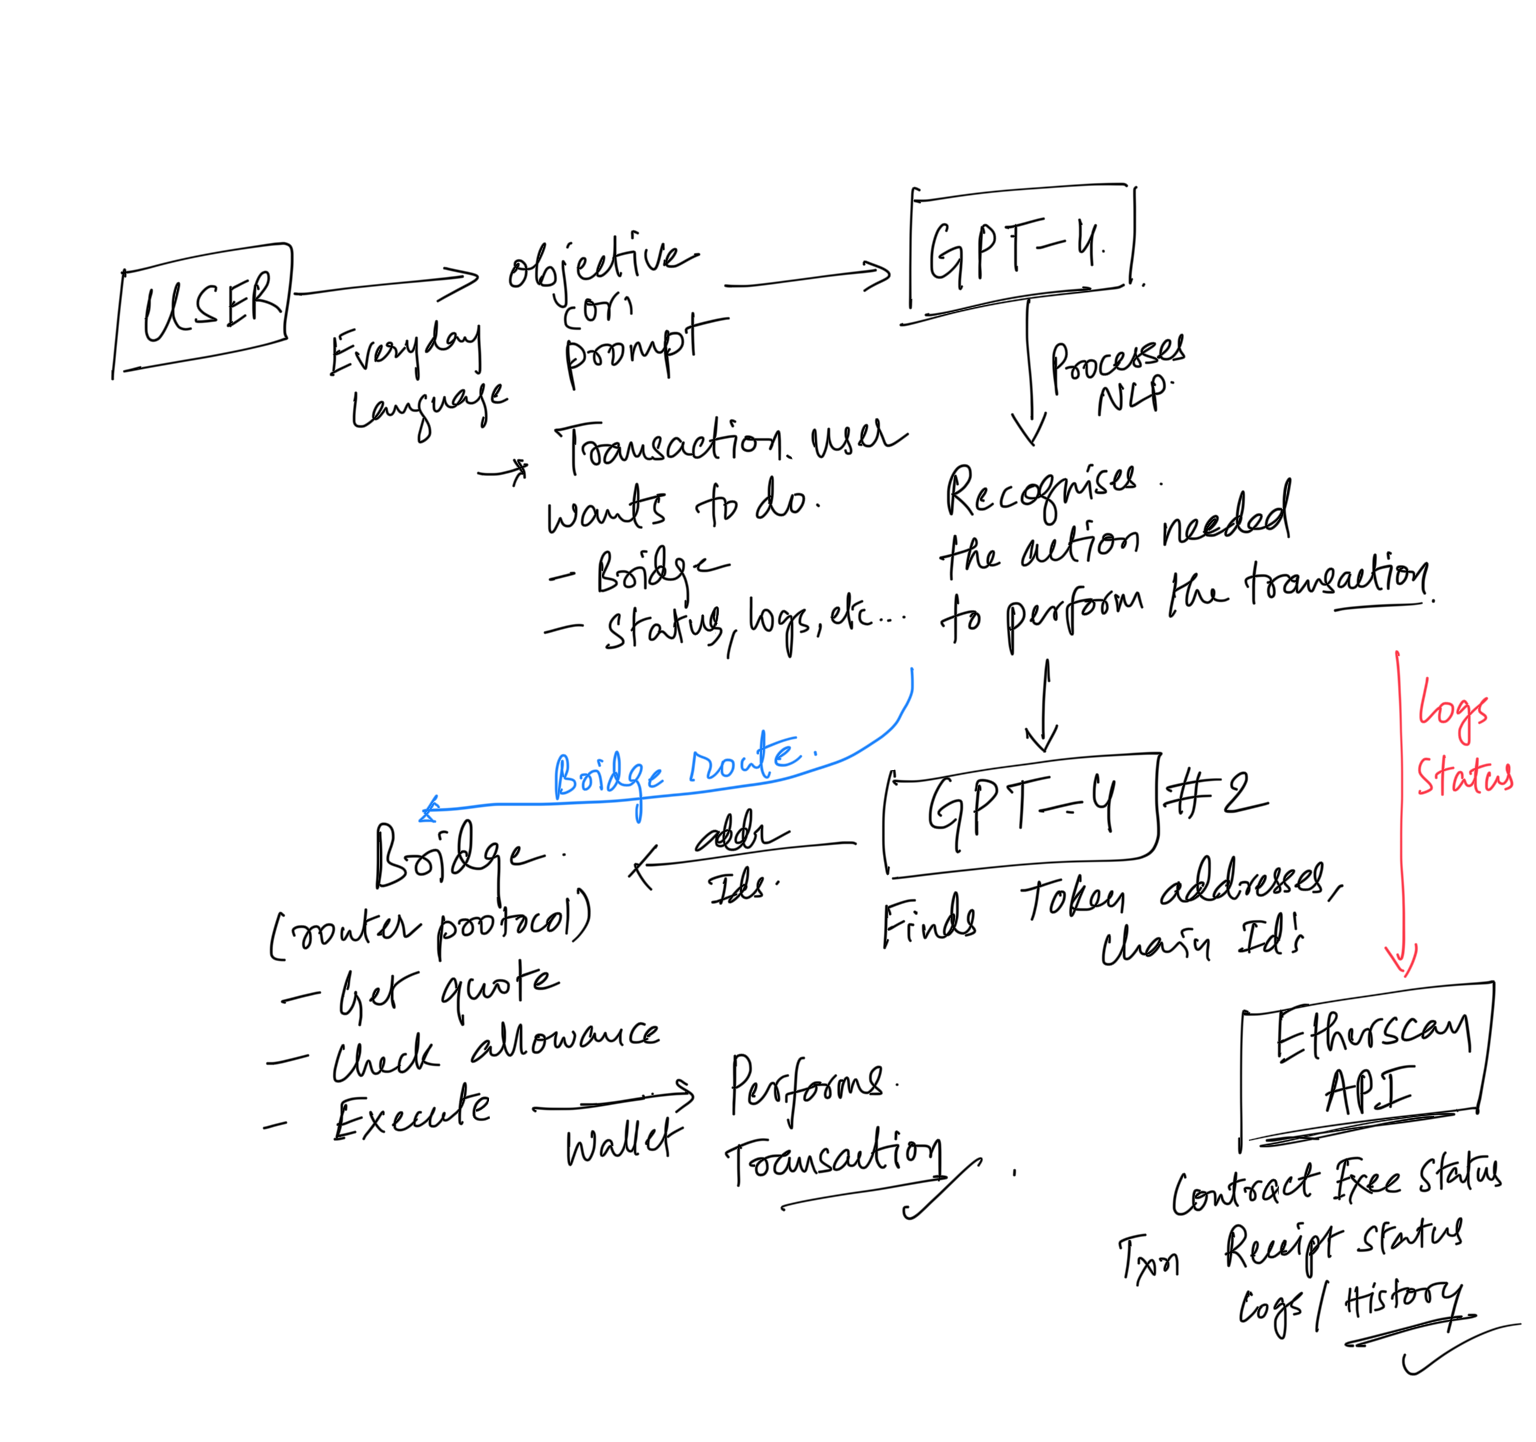 USER
Everyday
Language
Objective
(or)
prompt
GPT-4.
Processes
NLP.
→ Transaction user
wants to do.
- Bridge
- Status, logs, etc...
Recognises.
the action needed
to perform the transaction.
Bridge route.
Logs
Status
GPT-4 #2
Finds Token addresses,
Chain Id's
addr
Ids.
Bridge.
(router protocol)
- Get quote
- Check allowance
- Execute
Wallet
Performs.
Transaction
Etherscan
API
Contract Exec Status
Txn Receipt Status
Logs / History